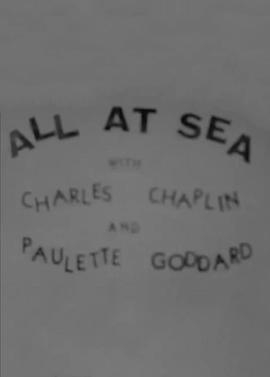 ALL AT SEA
WITH
CHARLES CHAPLIN
AND
PAULETTE GODDARD